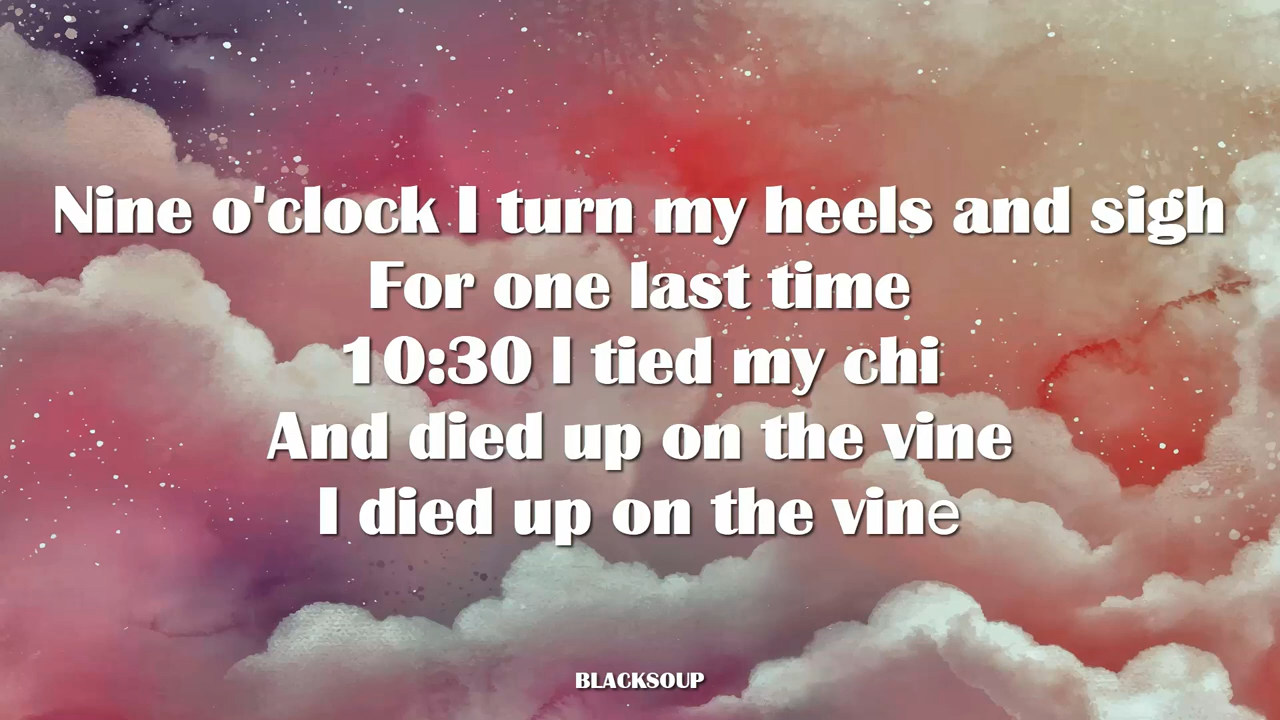 Nine o'clock I turn my heels and sigh
For one last time
10:30 I tied my chi
And died up on the vine
I died up on the vine
BLACKSOUP